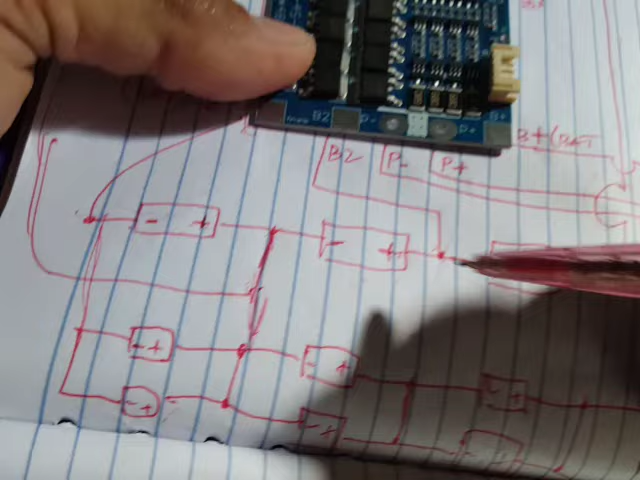 B2 P- P+ B+
B2 P- P+ B+(BAT
- + - +
- + - + - +
- + - + - +